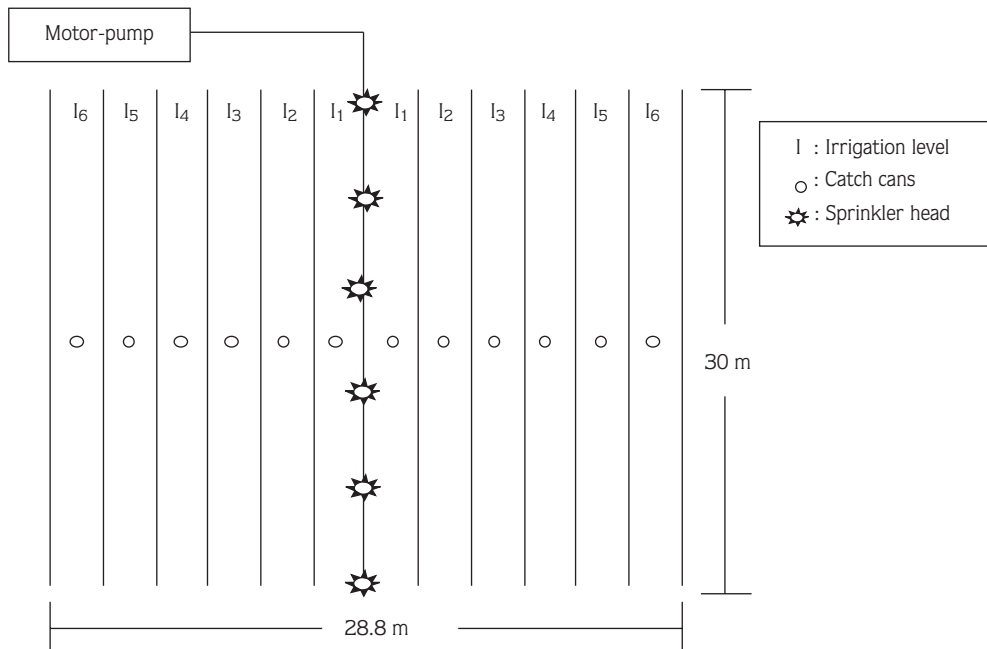 Motor-pump
I₆ I₅ I₄ I₃ I₂ I₁ I₁ I₂ I₃ I₄ I₅ I₆
I : Irrigation level
: Catch cans
: Sprinkler head
30 m
28.8 m